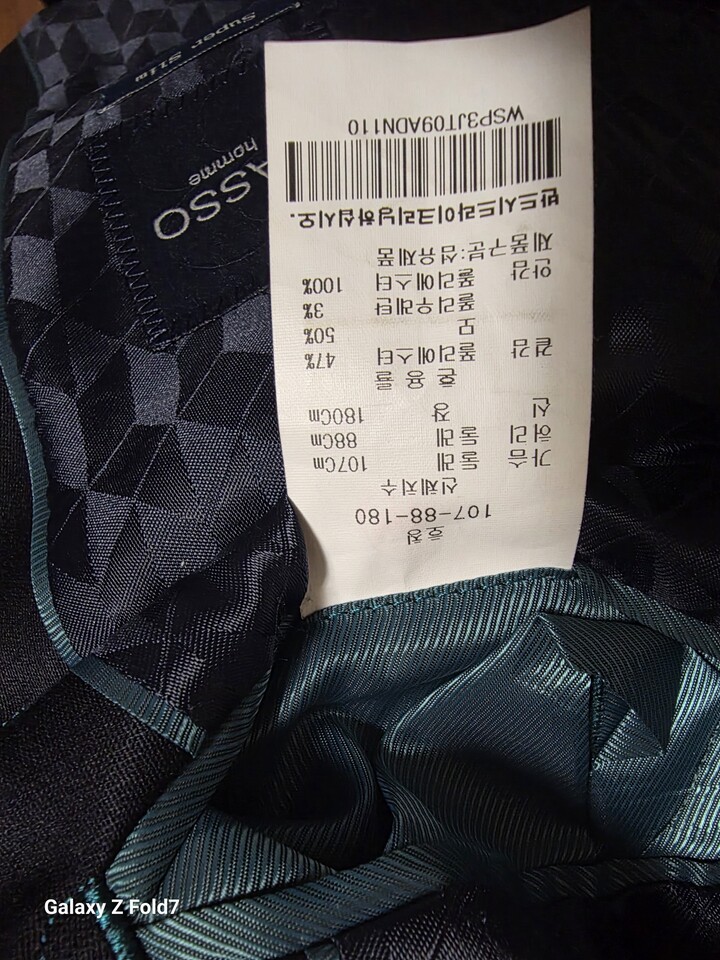 호칭
107-88-180
신체치수
가슴 둘레 107Cm
허리 둘레 88Cm
신 장 180Cm
혼 용 률
겉감 폴리에스터 47%
모 50%
폴리우레탄 3%
안감 폴리에스터 100%
제품구분:섬유제품
반드시드라이크리닝하십시오.
WSP3JT09ADN110
ASSO
homme
Super Slim
Galaxy Z Fold7